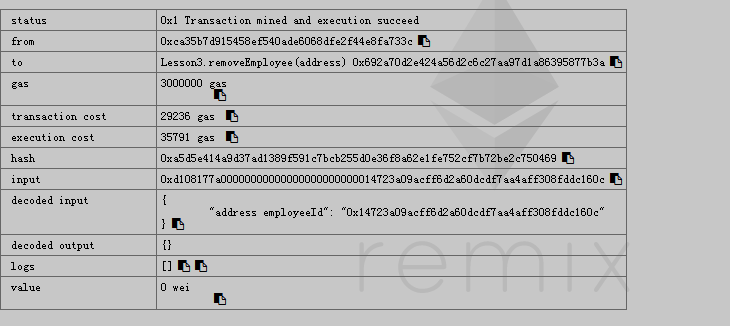 status 0x1 Transaction mined and execution succeed
from 0xca35b7d915458ef540ade6068dfe2f44e8fa733c
to Lesson3.removeEmployee(address) 0x692a70d2e424a56d2c6c27aa97d1a86395877b3a
gas 3000000 gas
transaction cost 29236 gas
execution cost 35791 gas
hash 0xa5d5e414a9d37ad1389f591c7bcb255d0e36f8a62e1fe752cf7b72be2c750469
input 0xd108177a00000000000000000000000014723a09acff6d2a60dcdf7aa4aff308fddc160c
decoded input {
"address employeeId": "0x14723a09acff6d2a60dcdf7aa4aff308fddc160c"
}
decoded output {}
logs []
value 0 wei
remix